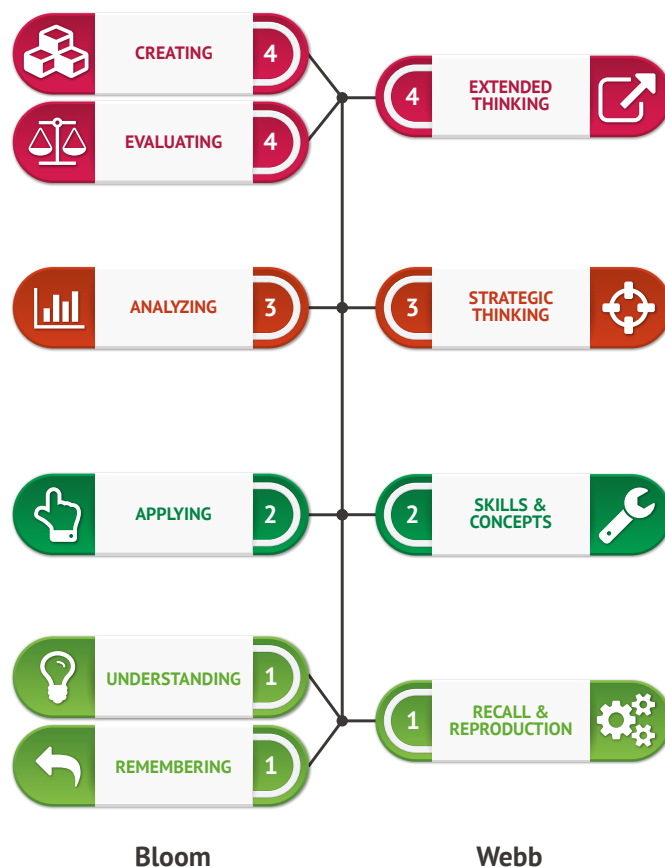 CREATING 4
EVALUATING 4
4 EXTENDED
THINKING
ANALYZING 3
3 STRATEGIC
THINKING
APPLYING 2
2 SKILLS &
CONCEPTS
UNDERSTANDING 1
REMEMBERING 1
1 RECALL &
REPRODUCTION
Bloom
Webb